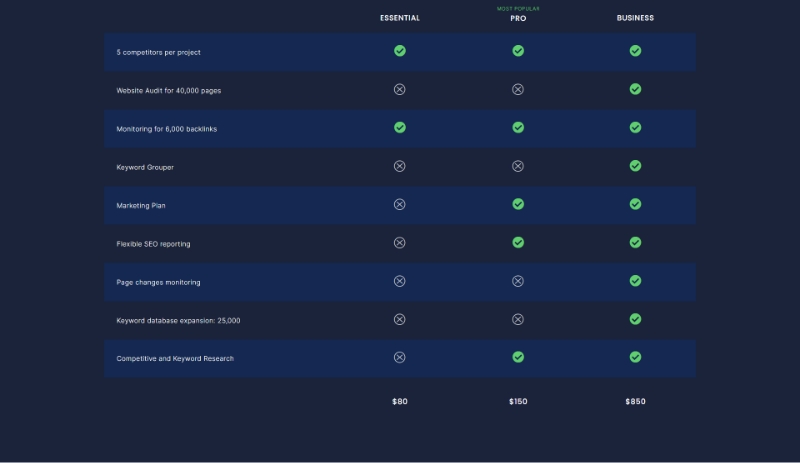 MOST POPULAR
ESSENTIAL PRO BUSINESS
5 competitors per project
Website Audit for 40,000 pages
Monitoring for 6,000 backlinks
Keyword Grouper
Marketing Plan
Flexible SEO reporting
Page changes monitoring
Keyword database expansion: 25,000
Competitive and Keyword Research
$80 $150 $850